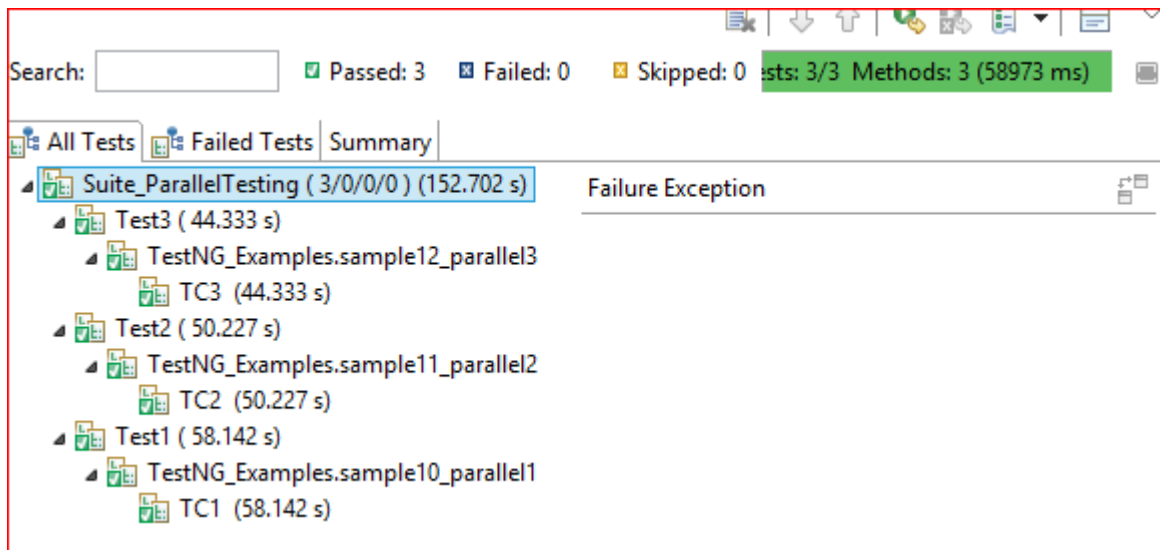 Search: Passed: 3 Failed: 0 Skipped: 0 ests: 3/3 Methods: 3 (58973 ms)
All Tests Failed Tests Summary
Suite_ParallelTesting ( 3/0/0/0 ) (152.702 s) Failure Exception
Test3 ( 44.333 s)
TestNG_Examples.sample12_parallel3
TC3 (44.333 s)
Test2 ( 50.227 s)
TestNG_Examples.sample11_parallel2
TC2 (50.227 s)
Test1 ( 58.142 s)
TestNG_Examples.sample10_parallel1
TC1 (58.142 s)